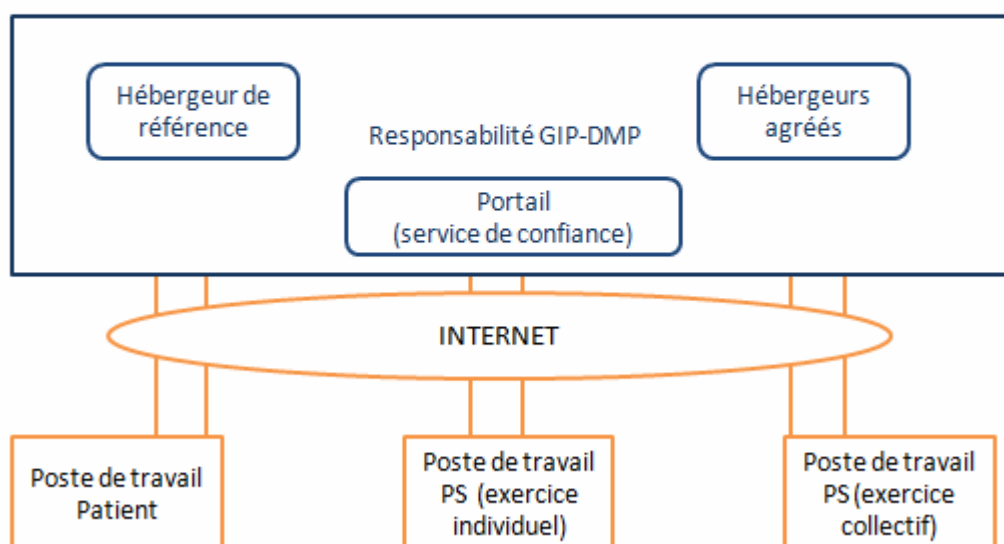 Hébergeur de
référence
Hébergeurs
agréés
Responsabilité GIP-DMP
Portail
(service de confiance)
INTERNET
Poste de travail
Patient
Poste de travail
PS (exercice
individuel)
Poste de travail
PS (exercice
collectif)